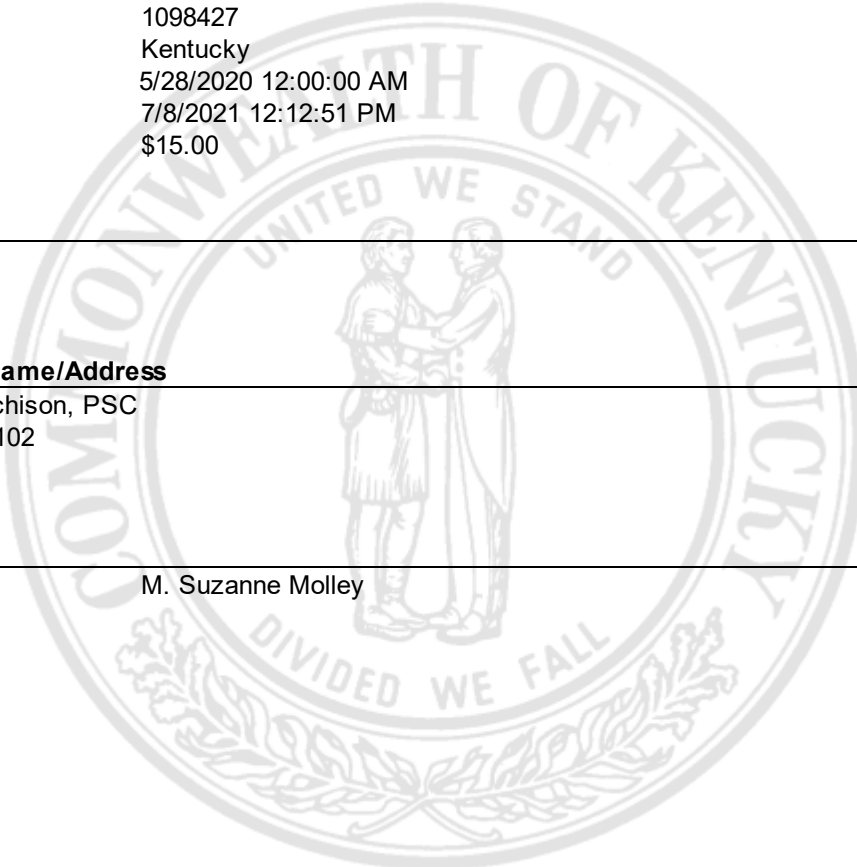 1098427
Kentucky
5/28/2020 12:00:00 AM
7/8/2021 12:12:51 PM
$15.00
COMMONWEALTH OF KENTUCKY
UNITED WE STAND
ame/Address
chison, PSC
102
M. Suzanne Molley
DIVIDED WE FALL